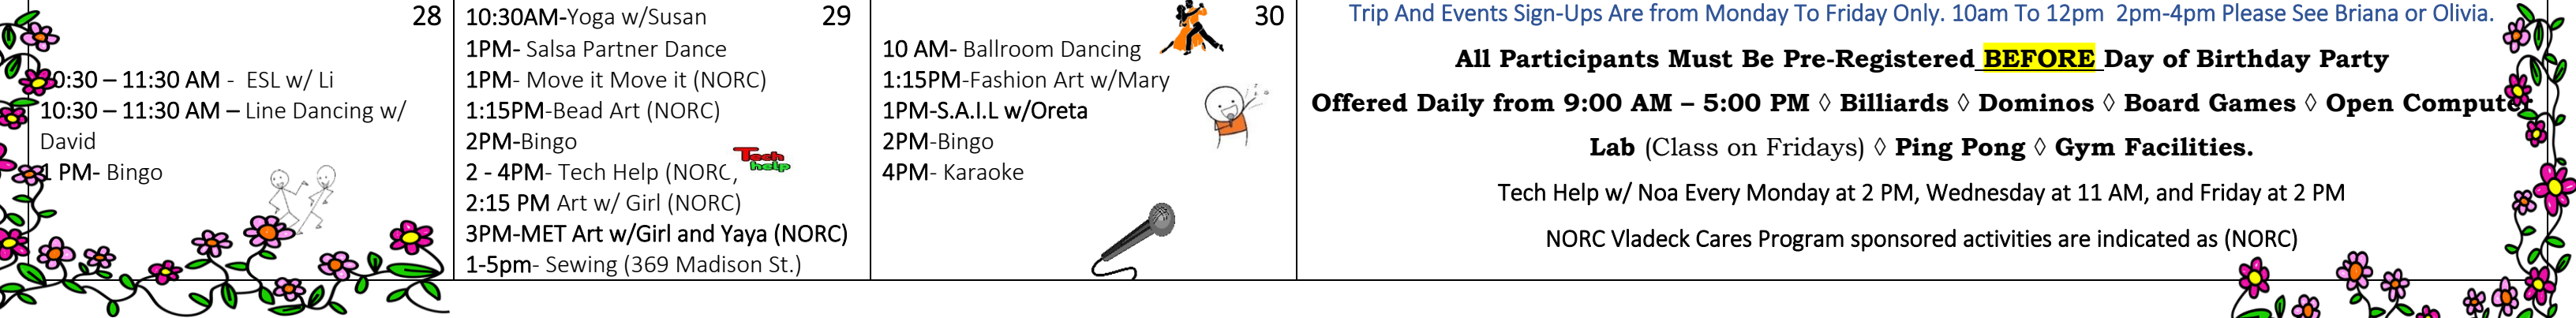 28
10:30 – 11:30 AM - ESL w/ Li
10:30 – 11:30 AM – Line Dancing w/
David
1 PM- Bingo
29
10:30AM-Yoga w/Susan
1PM- Salsa Partner Dance
1PM- Move it Move it (NORC)
1:15PM-Bead Art (NORC)
2PM-Bingo
2 - 4PM- Tech Help (NORC,
Tech
help
2:15 PM Art w/ Girl (NORC)
3PM-MET Art w/Girl and Yaya (NORC)
1-5pm- Sewing (369 Madison St.)
30
10 AM- Ballroom Dancing
1:15PM-Fashion Art w/Mary
1PM-S.A.I.L w/Oreta
2PM-Bingo
4PM- Karaoke
Trip And Events Sign-Ups Are from Monday To Friday Only. 10am To 12pm 2pm-4pm Please See Briana or Olivia.
All Participants Must Be Pre-Registered BEFORE Day of Birthday Party
Offered Daily from 9:00 AM – 5:00 PM ◊ Billiards ◊ Dominos ◊ Board Games ◊ Open Computer
Lab (Class on Fridays) ◊ Ping Pong ◊ Gym Facilities.
Tech Help w/ Noa Every Monday at 2 PM, Wednesday at 11 AM, and Friday at 2 PM
NORC Vladeck Cares Program sponsored activities are indicated as (NORC)